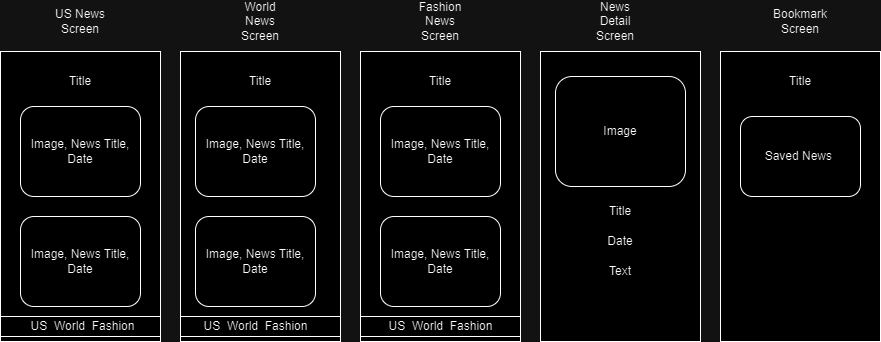 US News
Screen
World
News
Screen
Fashion
News
Screen
News
Detail
Screen
Bookmark
Screen
Title
Image, News Title,
Date
Image, News Title,
Date
US World Fashion
Title
Image, News Title,
Date
Image, News Title,
Date
US World Fashion
Title
Image, News Title,
Date
Image, News Title,
Date
US World Fashion
Image
Title
Date
Text
Title
Saved News